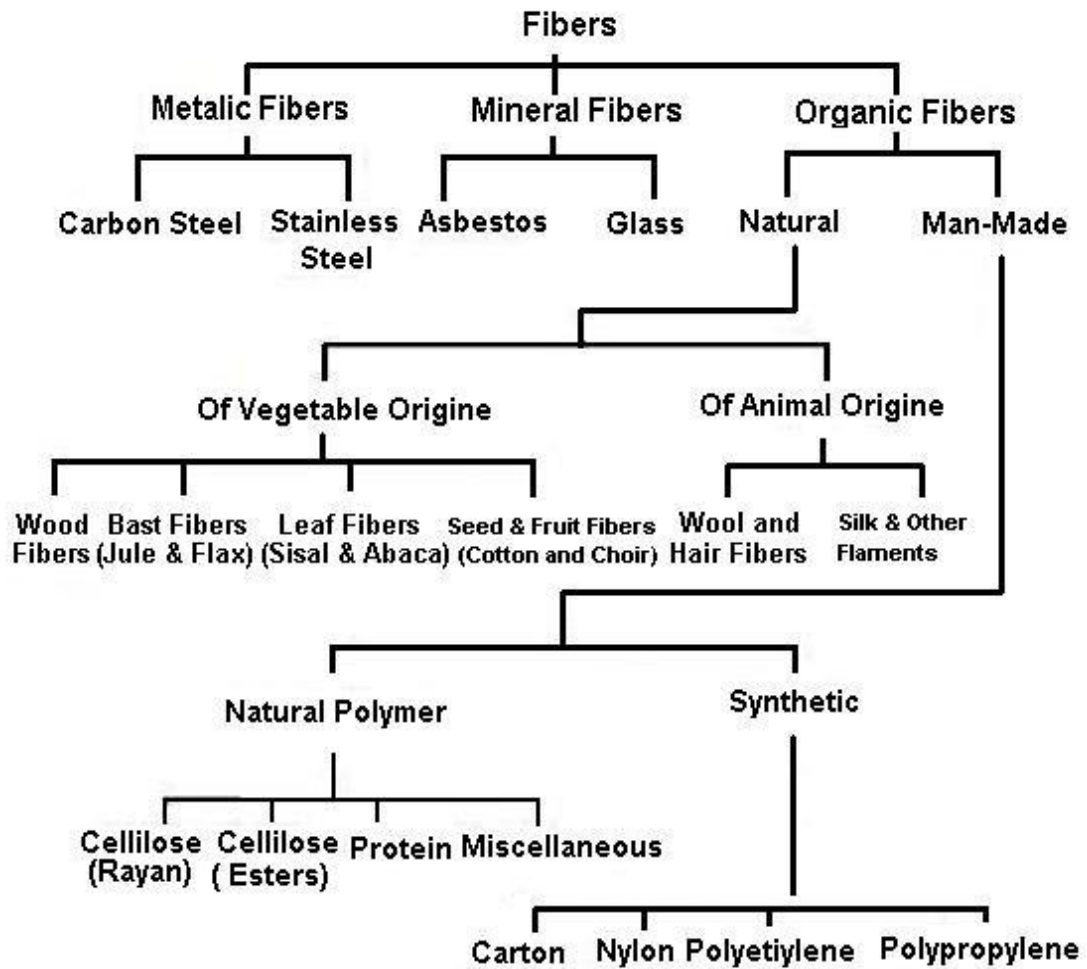 Fibers
Metalic Fibers
Mineral Fibers
Organic Fibers
Carbon Steel
Stainless
Steel
Asbestos
Glass
Natural
Man-Made
Of Vegetable Origine
Of Animal Origine
Wood
Fibers
Bast Fibers
(Jule & Flax)
Leaf Fibers
(Sisal & Abaca)
Seed & Fruit Fibers
(Cotton and Choir)
Wool and
Hair Fibers
Silk & Other
Flaments
Natural Polymer
Synthetic
Cellilose
(Rayan)
Cellilose
( Esters)
Protein
Miscellaneous
Carton
Nylon
Polyetiylene
Polypropylene